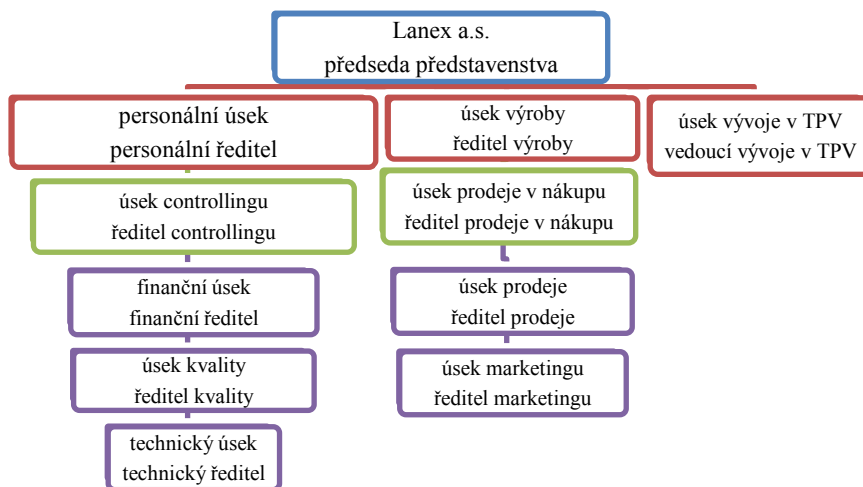 Lanex a.s.
předseda představenstva
personální úsek
personální ředitel
úsek výroby
ředitel výroby
úsek vývoje v TPV
vedoucí vývoje v TPV
úsek controllingu
ředitel controllingu
úsek prodeje v nákupu
ředitel prodeje v nákupu
finanční úsek
finanční ředitel
úsek prodeje
ředitel prodeje
úsek kvality
ředitel kvality
úsek marketingu
ředitel marketingu
technický úsek
technický ředitel